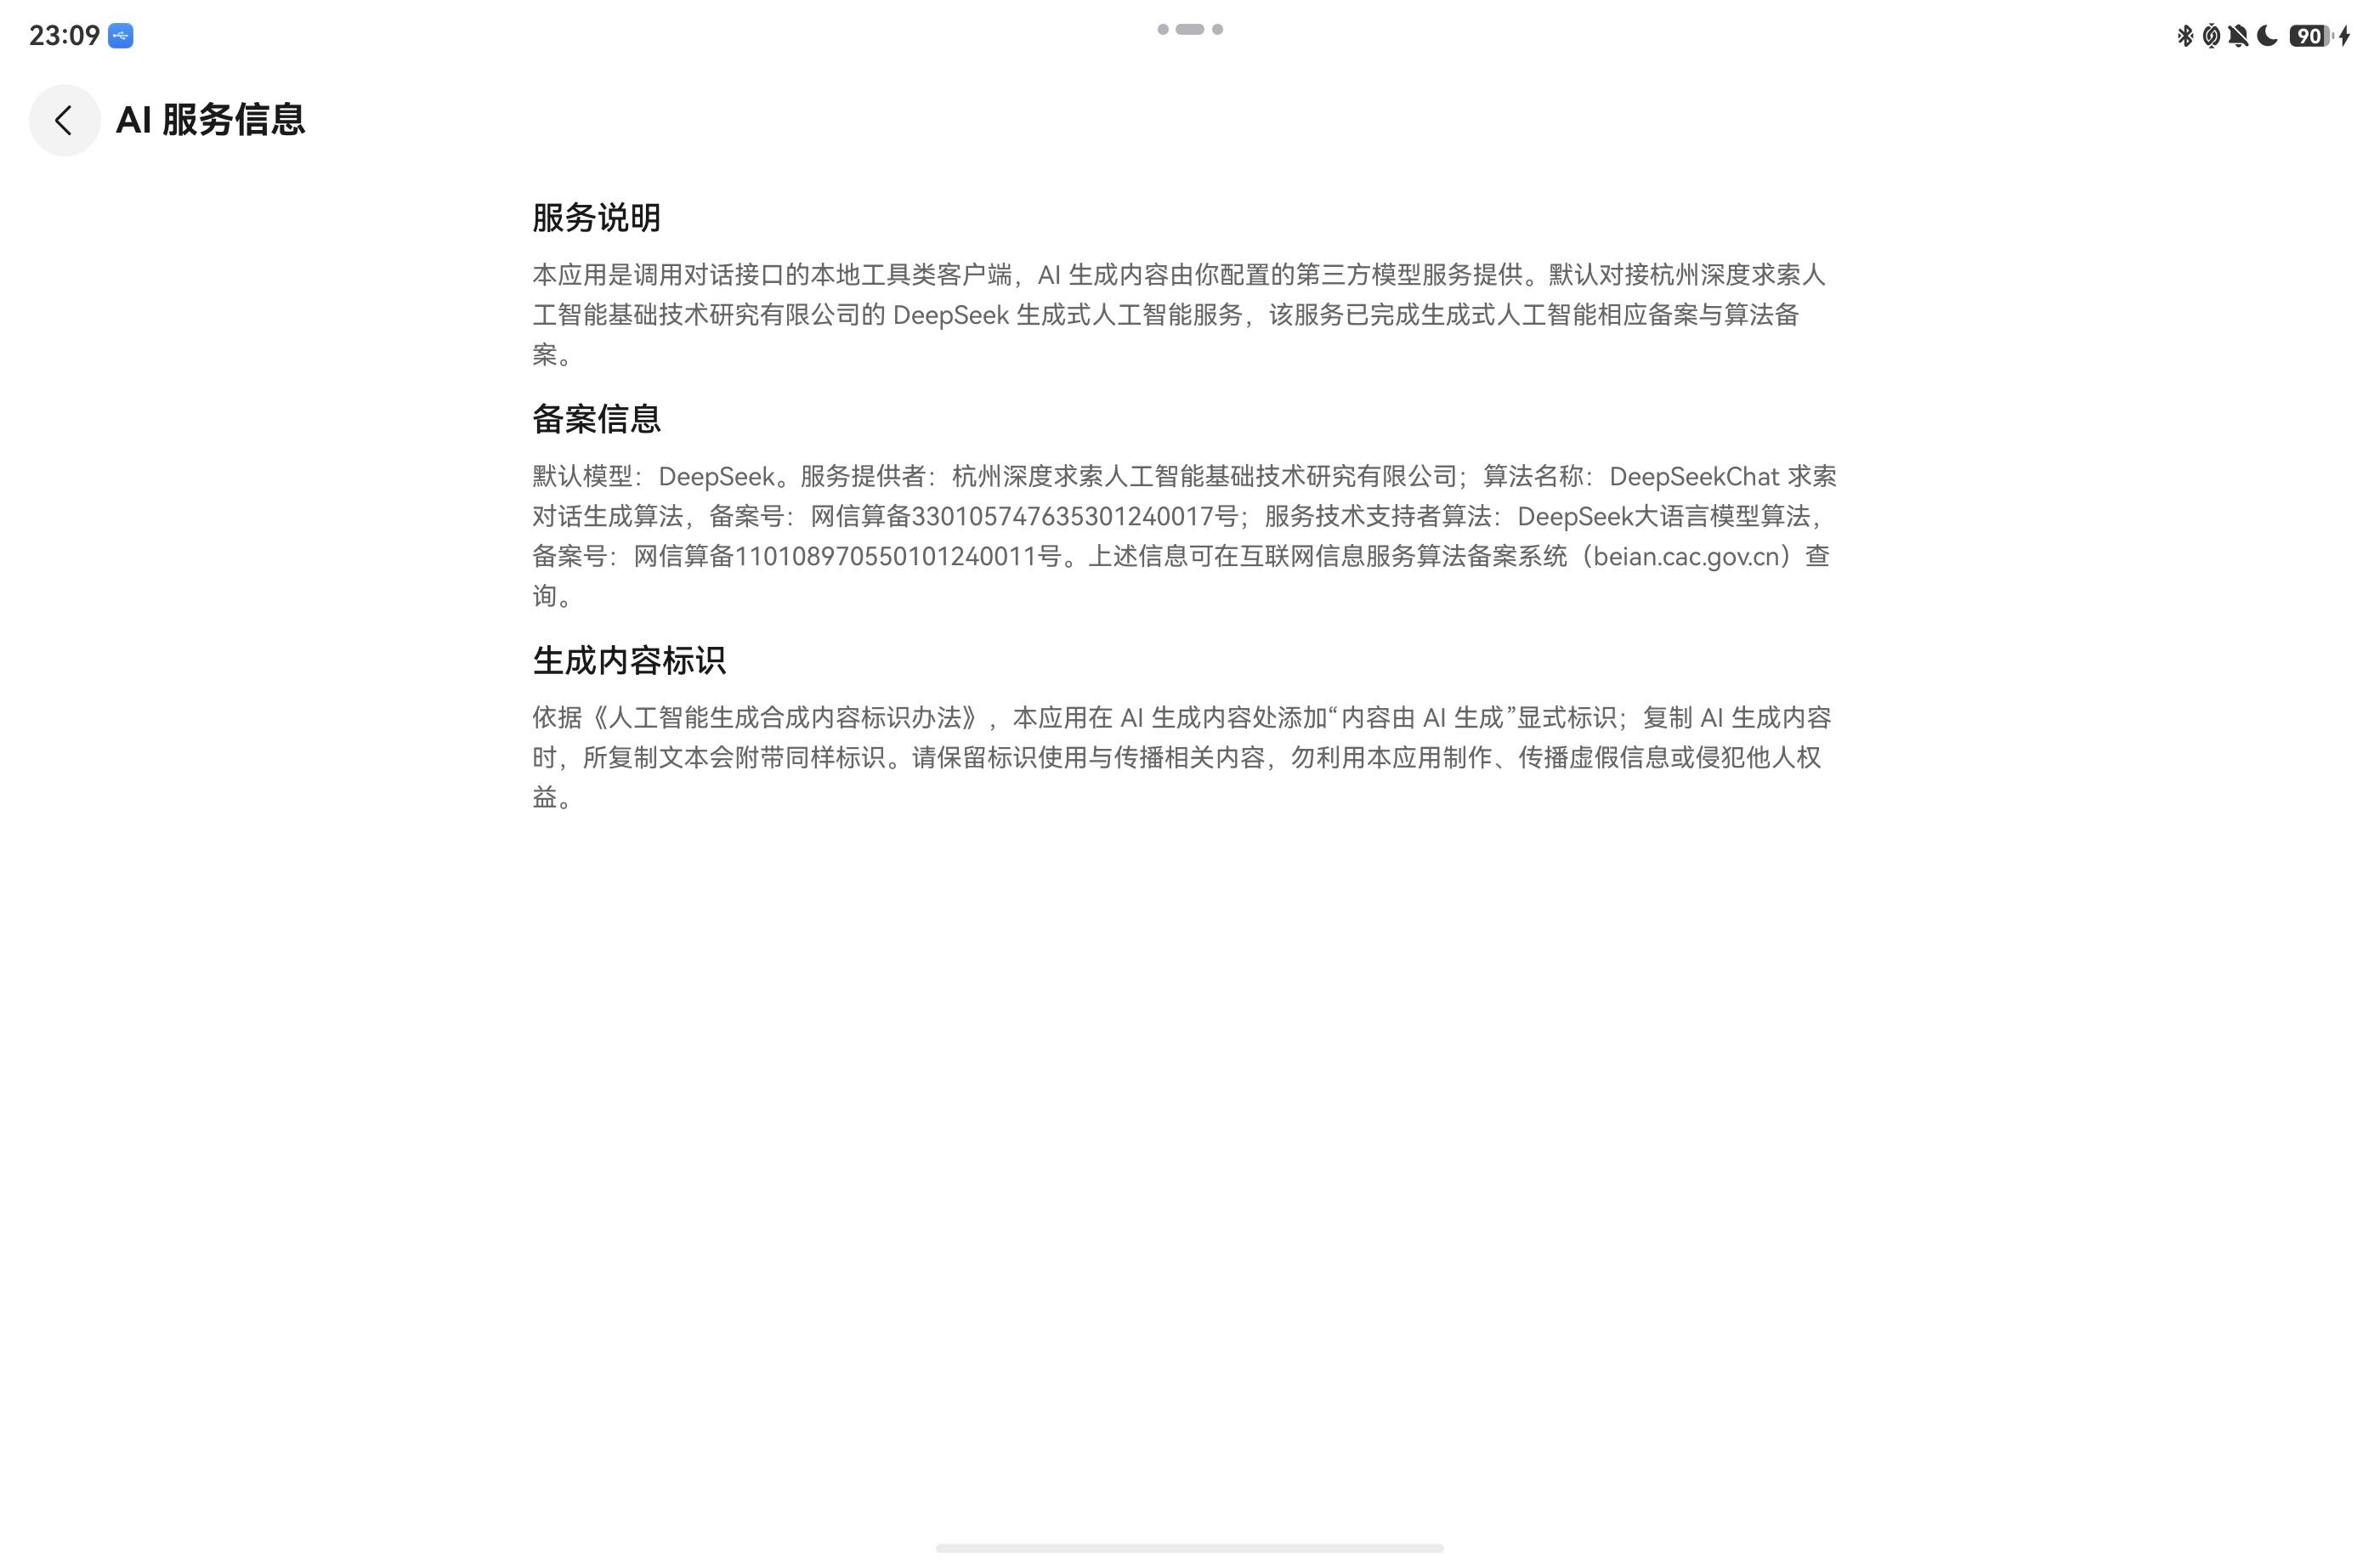 23:09
90
AI 服务信息
服务说明
本应用是调用对话接口的本地工具类客户端，AI 生成内容由你配置的第三方模型服务提供。默认对接杭州深度求索人
工智能基础技术研究有限公司的 DeepSeek 生成式人工智能服务，该服务已完成生成式人工智能相应备案与算法备
案。
备案信息
默认模型：DeepSeek。服务提供者：杭州深度求索人工智能基础技术研究有限公司；算法名称：DeepSeekChat 求索
对话生成算法，备案号：网信算备330105747635301240017号；服务技术支持者算法：DeepSeek大语言模型算法，
备案号：网信算备110108970550101240011号。上述信息可在互联网信息服务算法备案系统（beian.cac.gov.cn）查
询。
生成内容标识
依据《人工智能生成合成内容标识办法》，本应用在 AI 生成内容处添加“内容由 AI 生成”显式标识；复制 AI 生成内容
时，所复制文本会附带同样标识。请保留标识使用与传播相关内容，勿利用本应用制作、传播虚假信息或侵犯他人权
益。